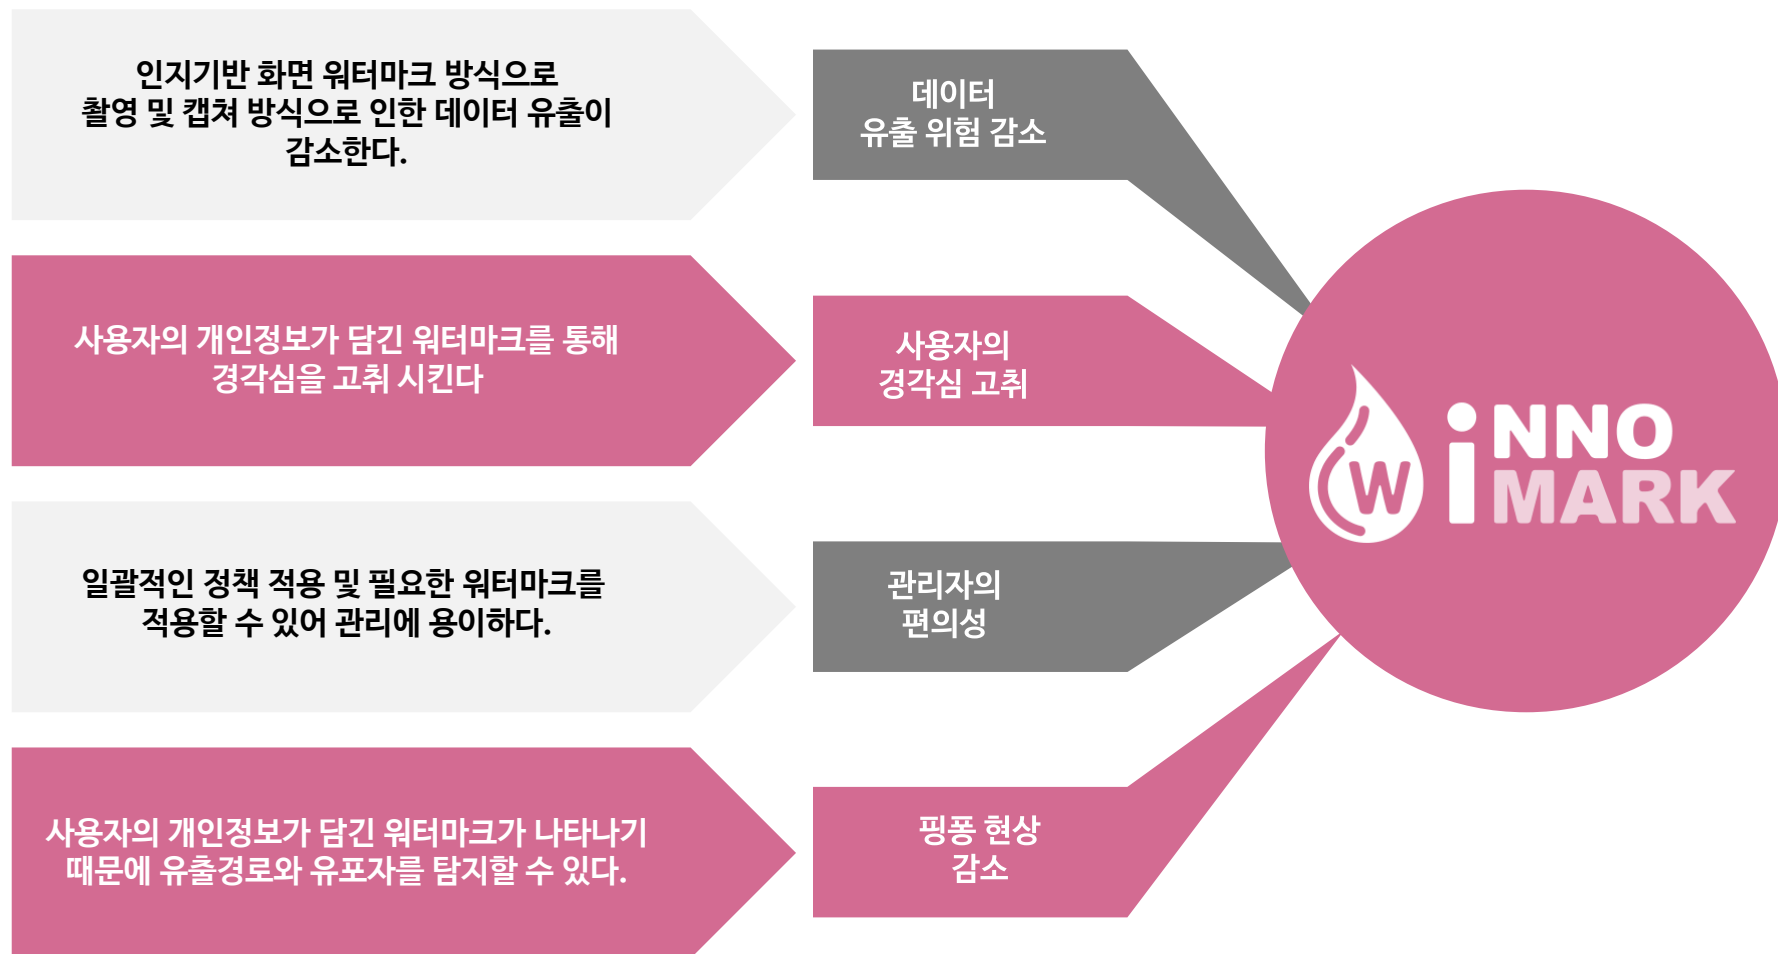 인지기반 화면 워터마크 방식으로
촬영 및 캡쳐 방식으로 인한 데이터 유출이
감소한다.
데이터
유출 위험 감소
사용자의 개인정보가 담긴 워터마크를 통해
경각심을 고취 시킨다
사용자의
경각심 고취
일괄적인 정책 적용 및 필요한 워터마크를
적용할 수 있어 관리에 용이하다.
관리자의
편의성
사용자의 개인정보가 담긴 워터마크가 나타나기
때문에 유출경로와 유포자를 탐지할 수 있다.
핑퐁 현상
감소
W
iNNO
MARK